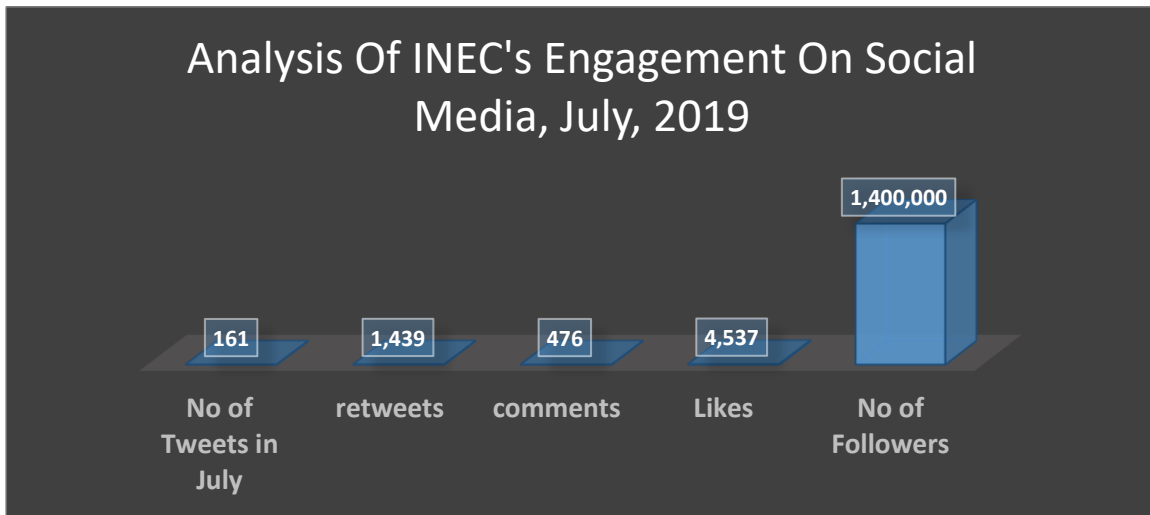 Analysis Of INEC's Engagement On Social
Media, July, 2019
1,400,000
161
1,439
476
4,537
No of
Tweets in
July
retweets
comments
Likes
No of
Followers